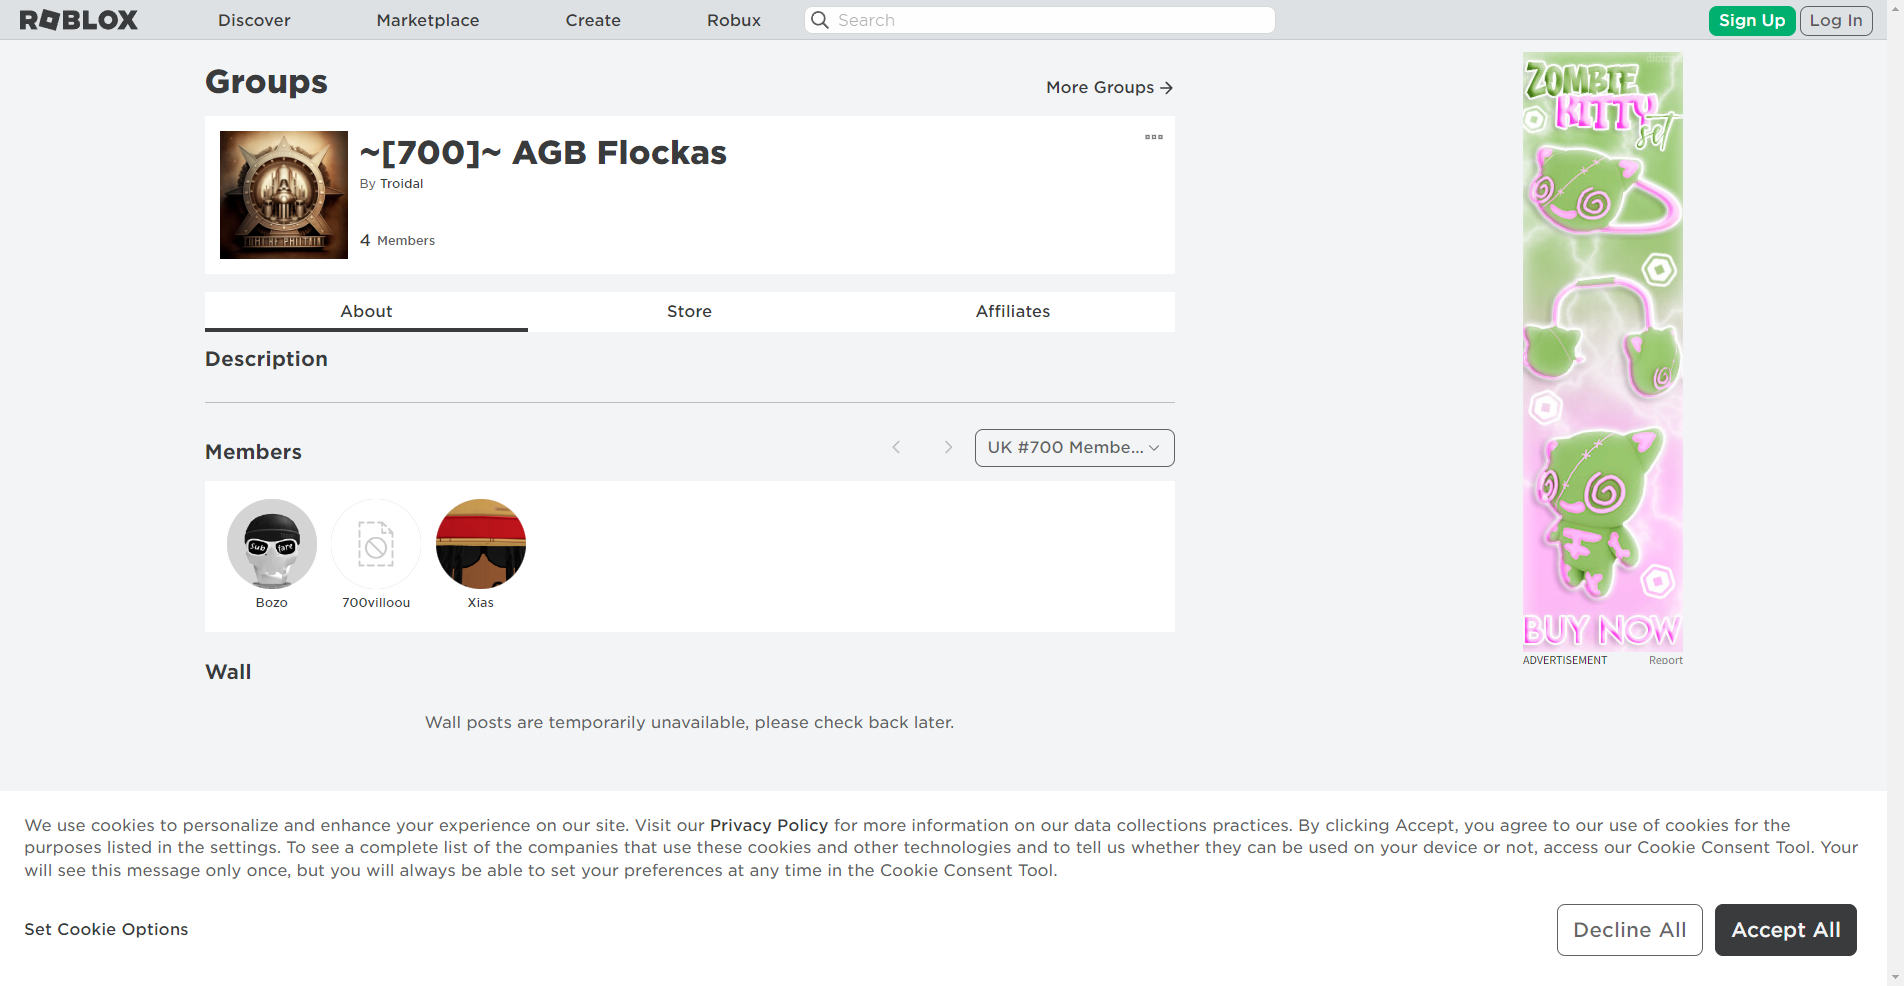 ROBLOX
Discover
Marketplace
Create
Robux
Search
Sign Up
Log In
Groups
More Groups
~[700]~ AGB Flockas
By Troidal
4 Members
About
Store
Affiliates
Description
Members
UK #700 Membe...
Sub fare
Bozo
700villoou
Xias
Wall
Wall posts are temporarily unavailable, please check back later.
ZOMBIE
KITTY
set
BUY NOW
ADVERTISEMENT
Report
We use cookies to personalize and enhance your experience on our site. Visit our Privacy Policy for more information on our data collections practices. By clicking Accept, you agree to our use of cookies for the
purposes listed in the settings. To see a complete list of the companies that use these cookies and other technologies and to tell us whether they can be used on your device or not, access our Cookie Consent Tool. Your
will see this message only once, but you will always be able to set your preferences at any time in the Cookie Consent Tool.
Set Cookie Options
Decline All
Accept All